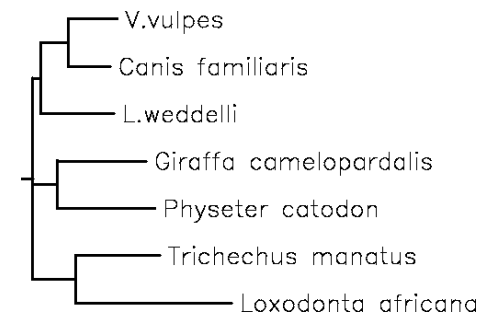 V.vulpes
Canis familiaris
L.weddelli
Giraffa camelopardalis
Physeter catodon
Trichechus manatus
Loxodonta africana